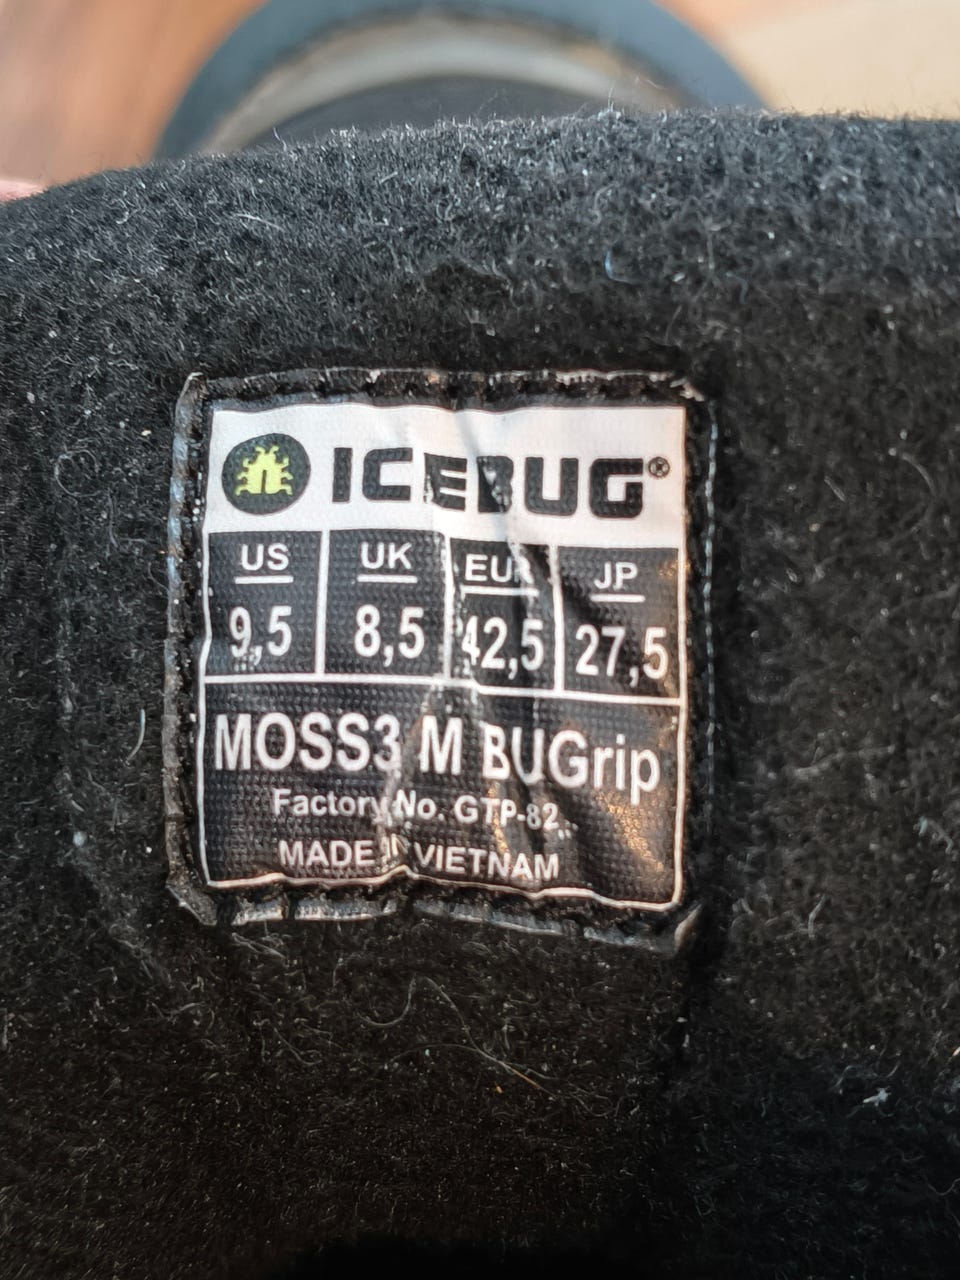 ICEBUG®
US UK EUR JP
9,5 8,5 42,5 27,5
MOSS3 M BUGrip
Factory No. GTP-82
MADE IN VIETNAM